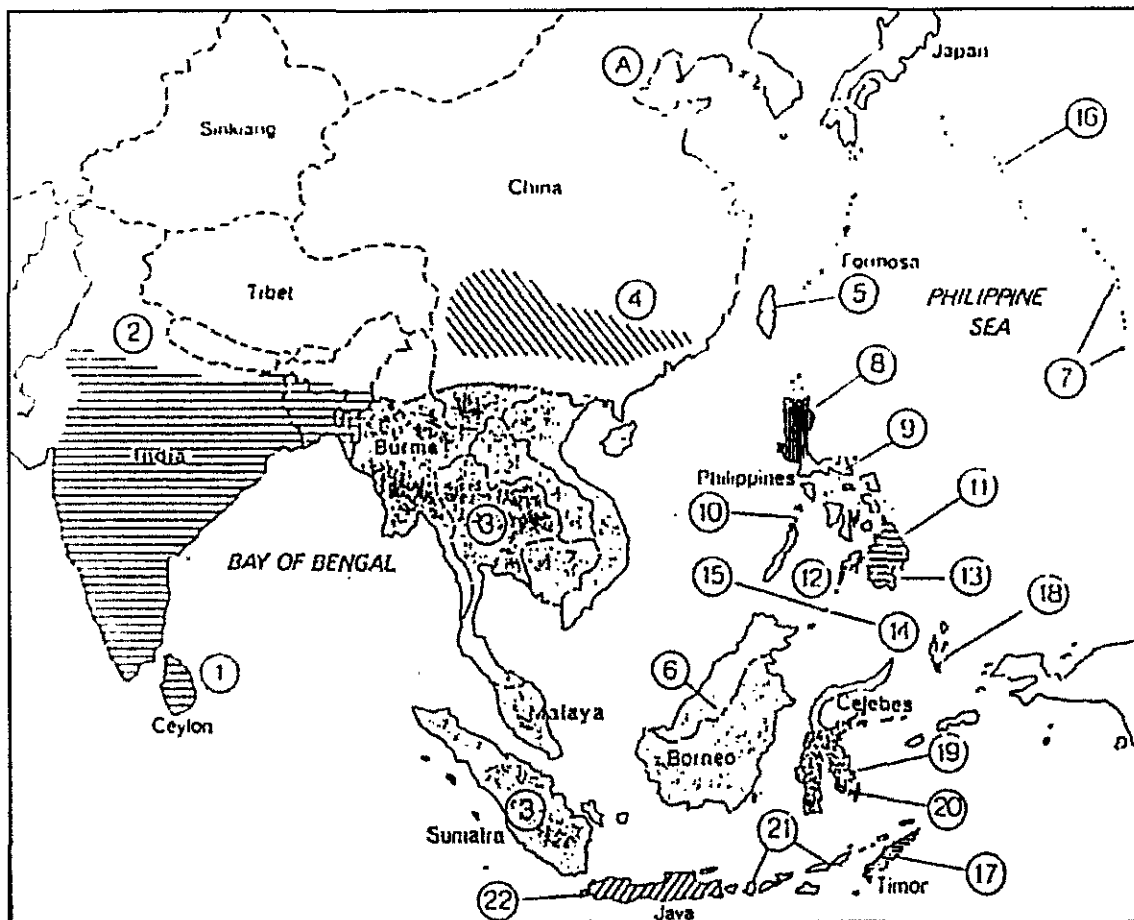 Japan
A
16
Sinkiang
China
Formosa
Tibet
4
5
PHILIPPINE
SEA
2
8
7
9
India
Burma
Philippines
11
10
3
BAY OF BENGAL
12
13
15
18
14
1
6
Malaya
Celebes
Ceylon
Borneo
19
3
20
Sumatra
21
17
22
Timor
Java